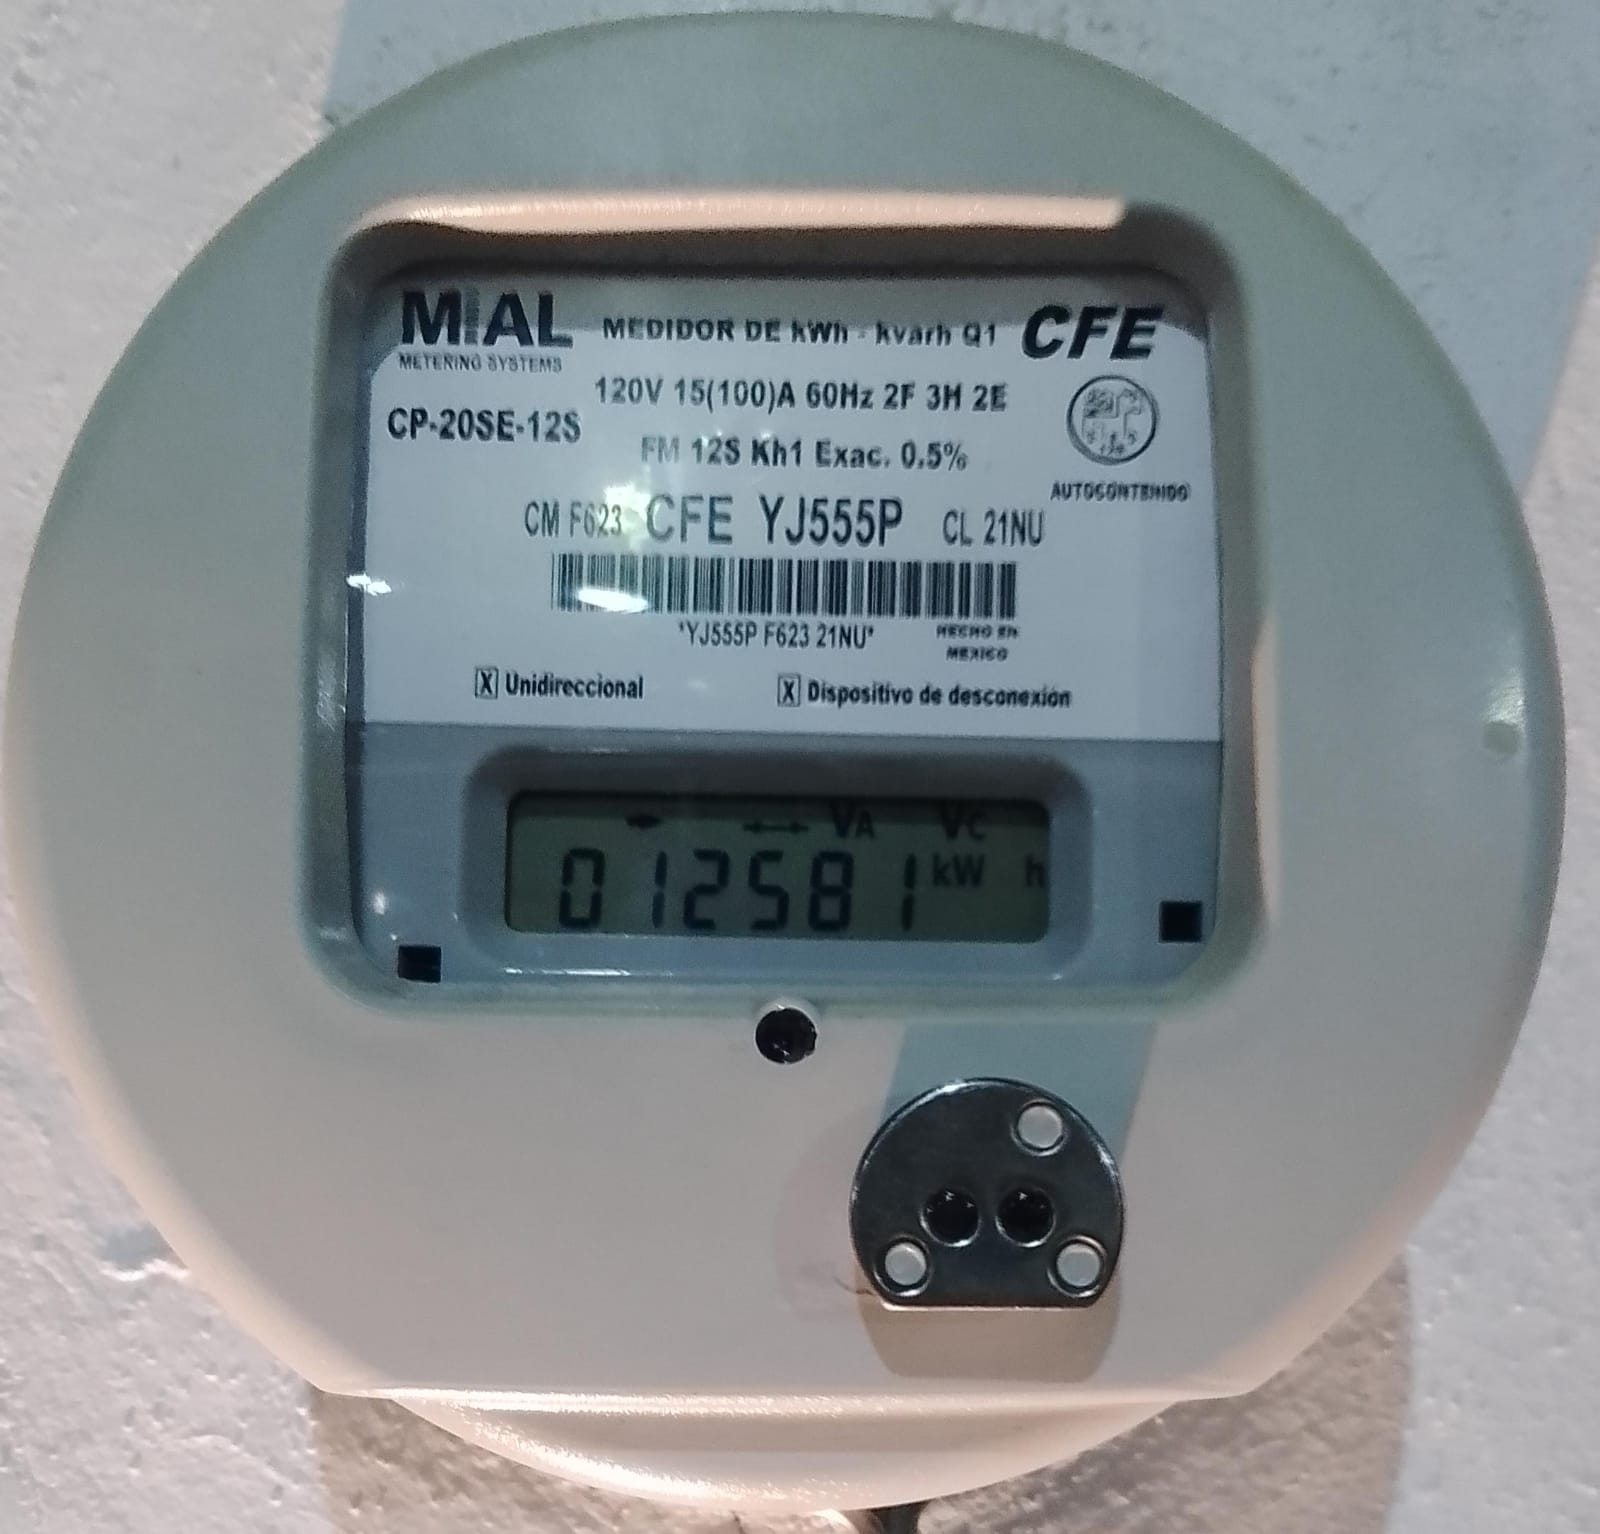 MIAL MEDIDOR DE kWh - kvarh Q1 CFE
METERING SYSTEMS
120V 15(100)A 60Hz 2F 3H 2E
CP-20SE-12S
FM 12S Kh1 Exac. 0.5%
AUTOCONTENIDO
CM F623 CFE YJ555P CL 21NU
*YJ555P F623 21NU*
HECHO EN
MEXICO
X Unidireccional X Dispositivo de desconexión
VA VC
012581 kW h